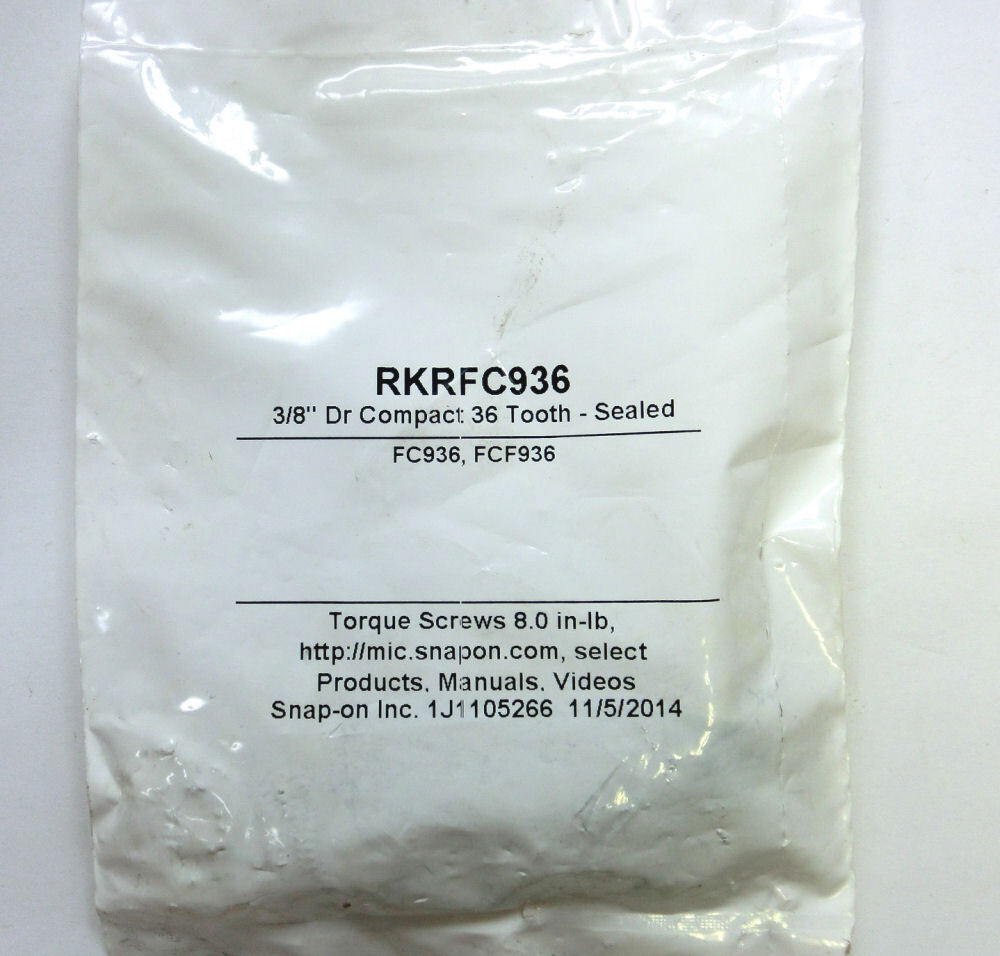 RKRFC936
3/8" Dr Compact 36 Tooth - Sealed
FC936, FCF936
Torque Screws 8.0 in-lb,
http://mic.snapon.com, select
Products, Manuals, Videos
Snap-on Inc. 1J1105266 11/5/2014